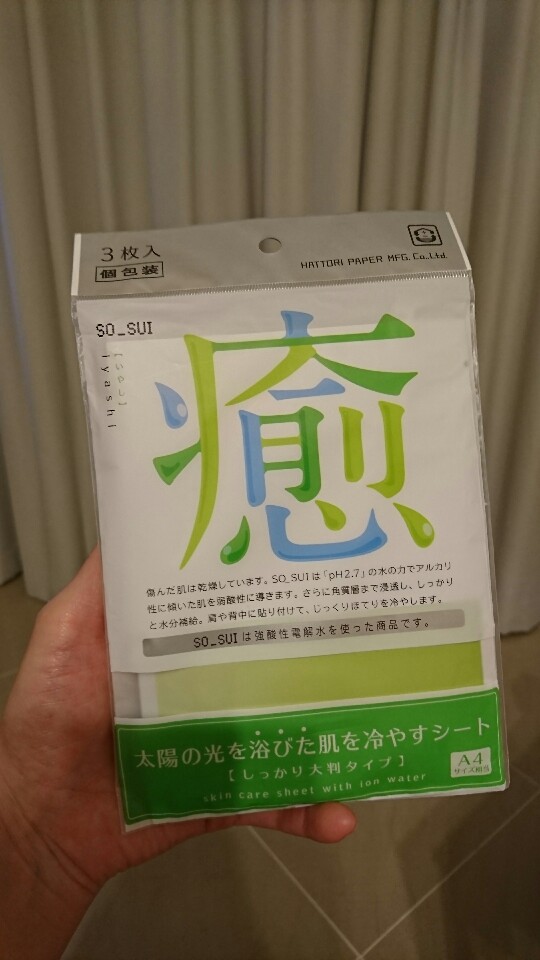 3枚入
個包装
HATTORI PAPER MFG. Co.,Ltd.
SO_SUI
iyashi
癒
傷んだ肌は乾燥しています。SO_SUIは「pH2.7」の水の力でアルカリ
性に傾いた肌を弱酸性に導きます。さらに角質層まで浸透し、しっかり
と水分補給。肩や背中に貼り付けて、じっくりほてりを冷やします。
SO_SUIは強酸性電解水を使った商品です。
太陽の光を浴びた肌を冷やすシート
【しっかり大判タイプ】
A4
サイズ相当
skin care sheet with ion water